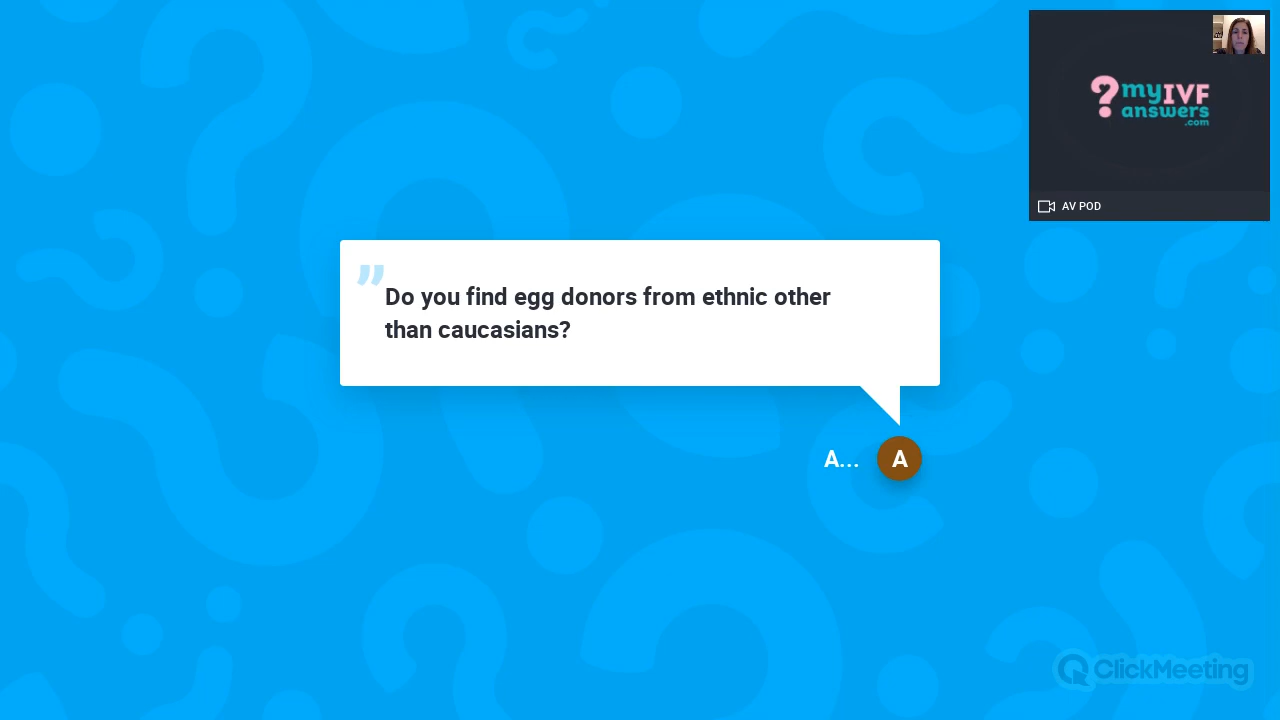 myIVF
answers
.com
AV POD
Do you find egg donors from ethnic other
than caucasians?
A... A
ClickMeeting